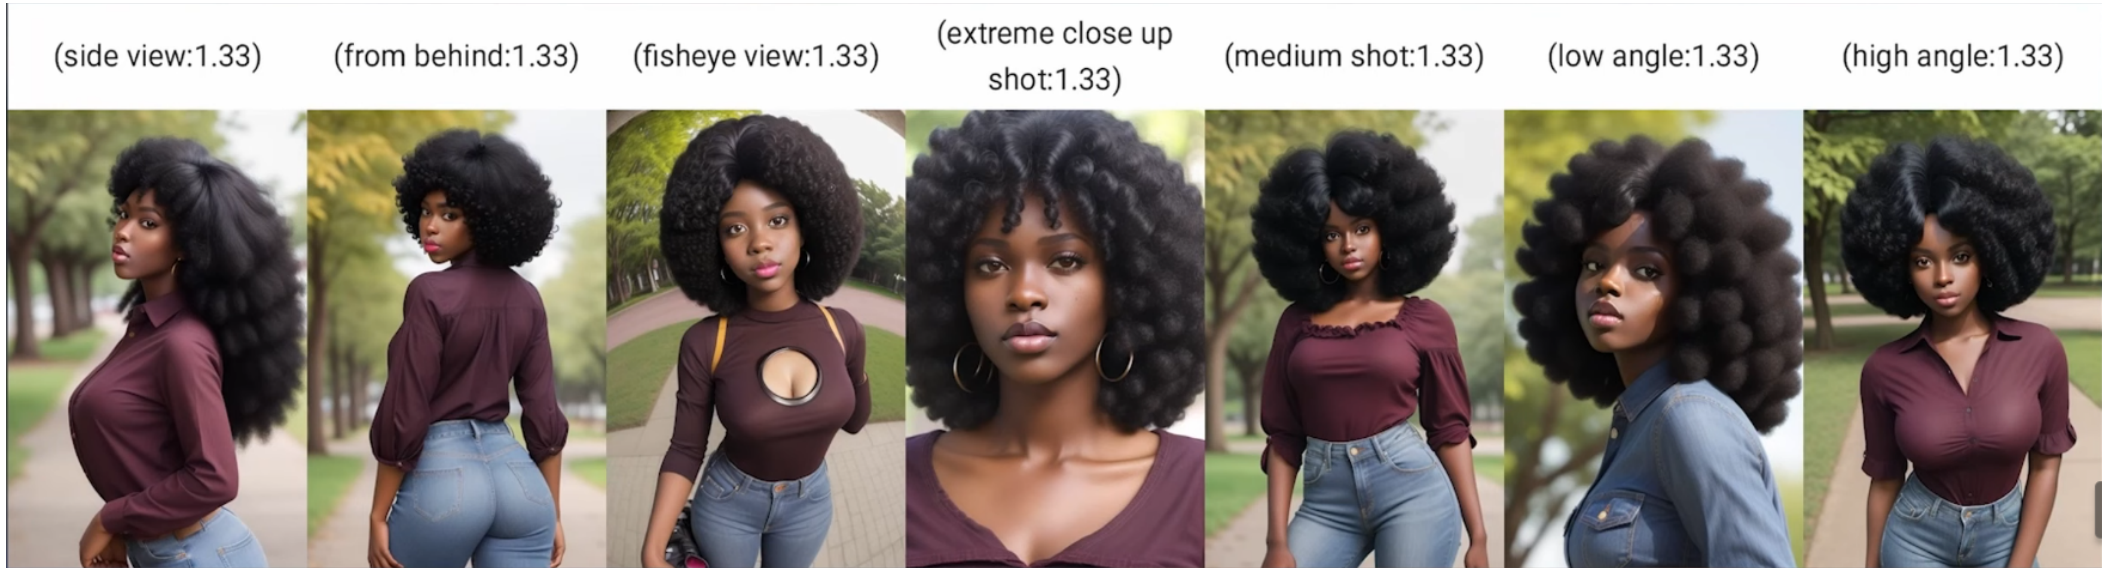 (side view:1.33)
(from behind:1.33)
(fisheye view:1.33)
(extreme close up
shot:1.33)
(medium shot:1.33)
(low angle:1.33)
(high angle:1.33)